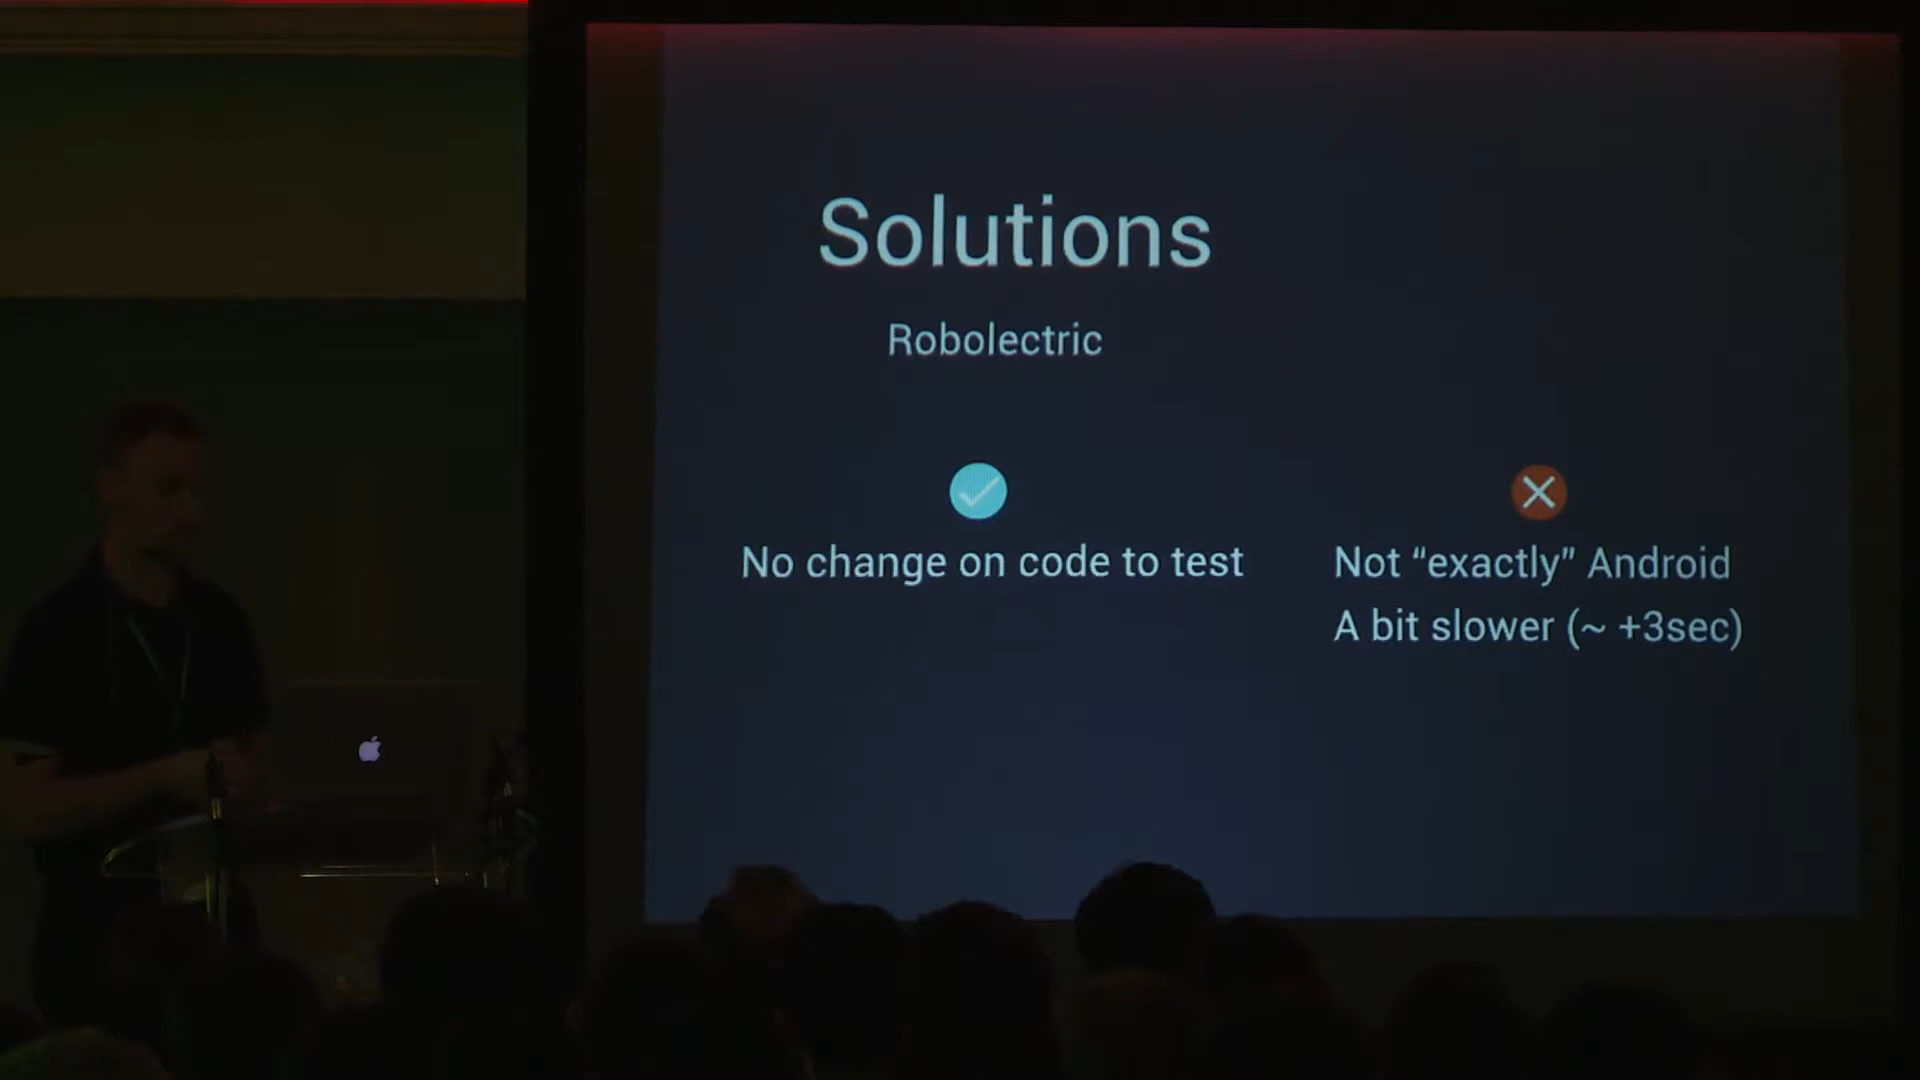 Solutions
Robolectric
No change on code to test
Not “exactly” Android
A bit slower (~ +3sec)